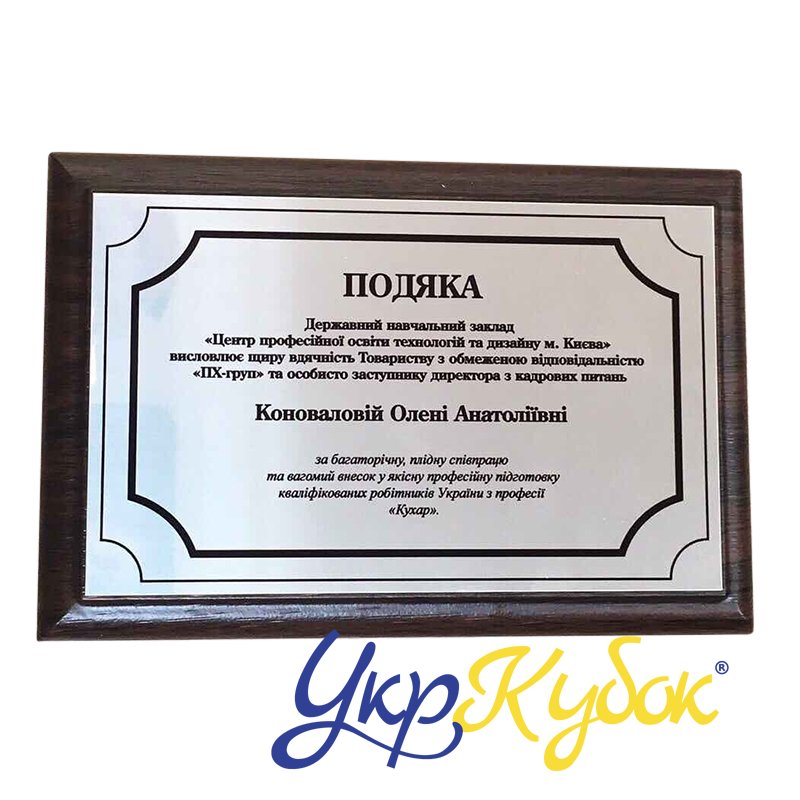 ПОДЯКА
Державний навчальний заклад
«Центр професійної освіти технологій та дизайну м. Києва»
висловлює щиру вдячність Товариству з обмеженою відповідальністю
«ПХ-груп» та особисто заступнику директора з кадрових питань
Коноваловій Олені Анатоліївні
за багаторічну, плідну співпрацю
та вагомий внесок у якісну професійну підготовку
кваліфікованих робітників України з професії
«Кухар».
УкрКубок®